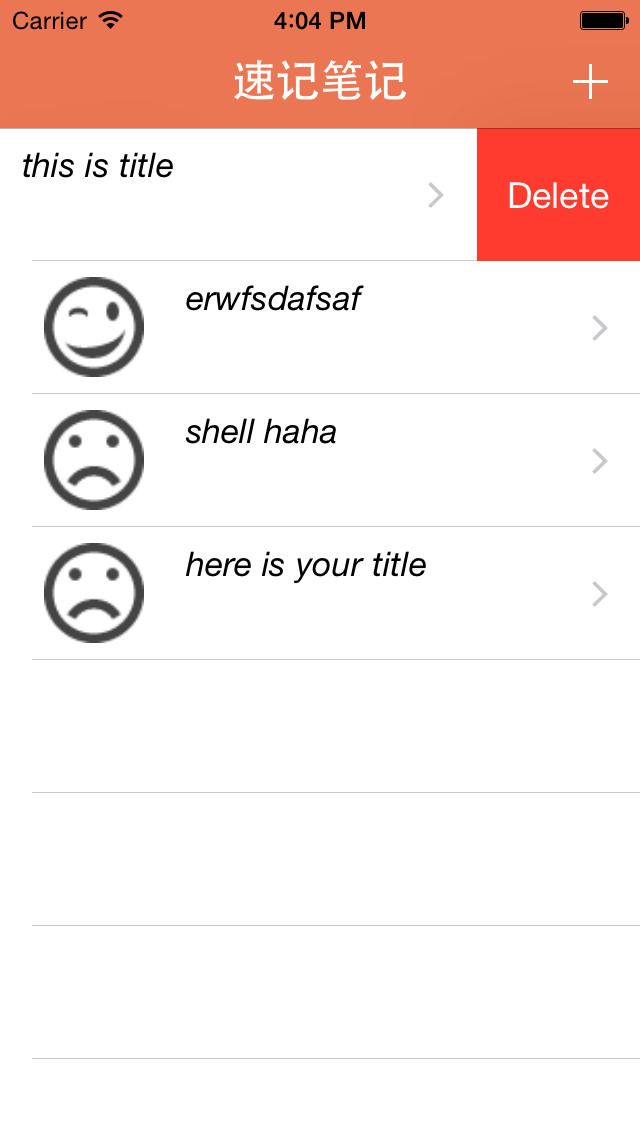 Carrier 4:04 PM
速记笔记
this is title
Delete
erwfsdafsaf
shell haha
here is your title